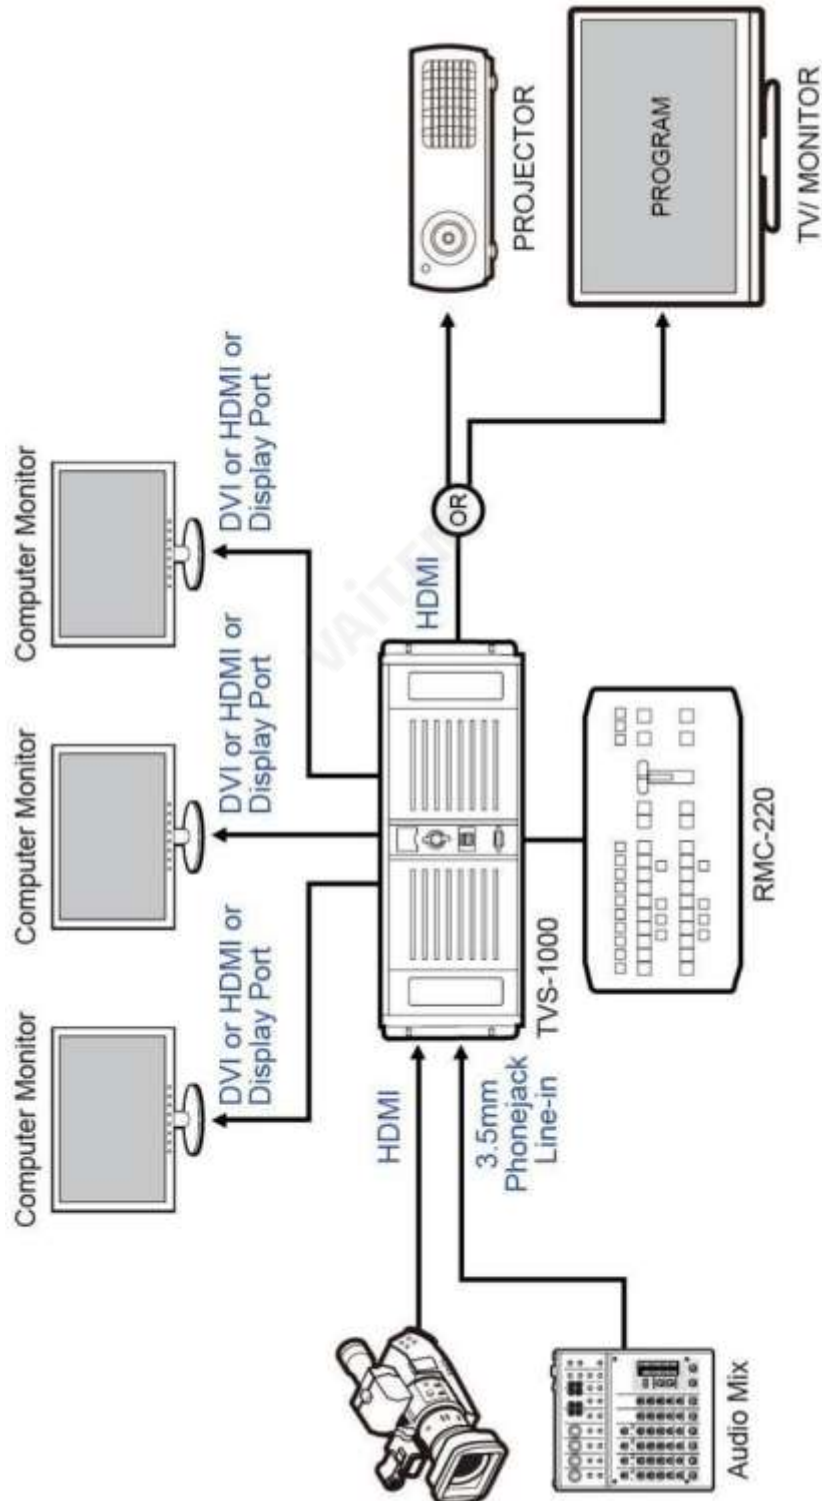 Computer Monitor
Computer Monitor
Computer Monitor
DVI or HDMI or
Display Port
DVI or HDMI or
Display Port
DVI or HDMI or
Display Port
HDMI
3.5mm
Phonejack
Line-in
TVS-1000
HDMI
OR
PROJECTOR
PROGRAM
TV/ MONITOR
Audio Mix
RMC-220